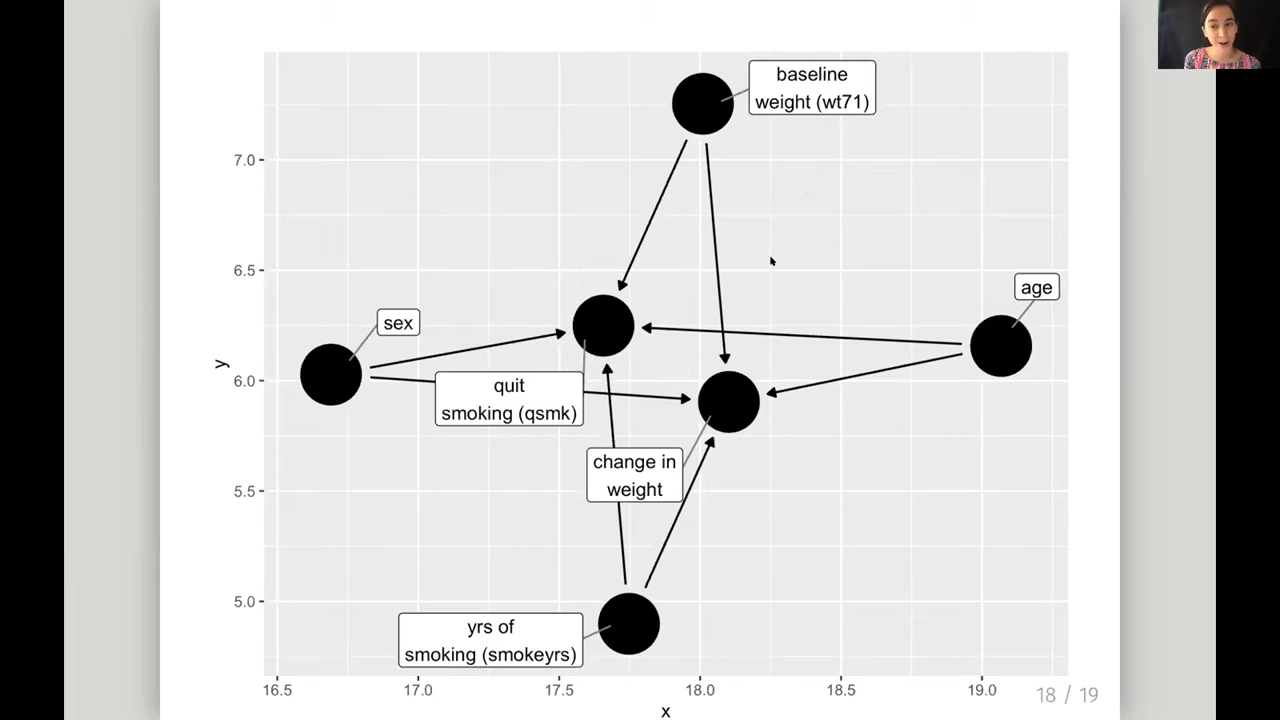 baseline
weight (wt71)
7.0
6.5
age
sex
y
6.0
quit
smoking (qsmk)
change in
weight
5.5
5.0
yrs of
smoking (smokeyrs)
16.5
17.0
17.5
18.0
18.5
19.0
18 / 19
x